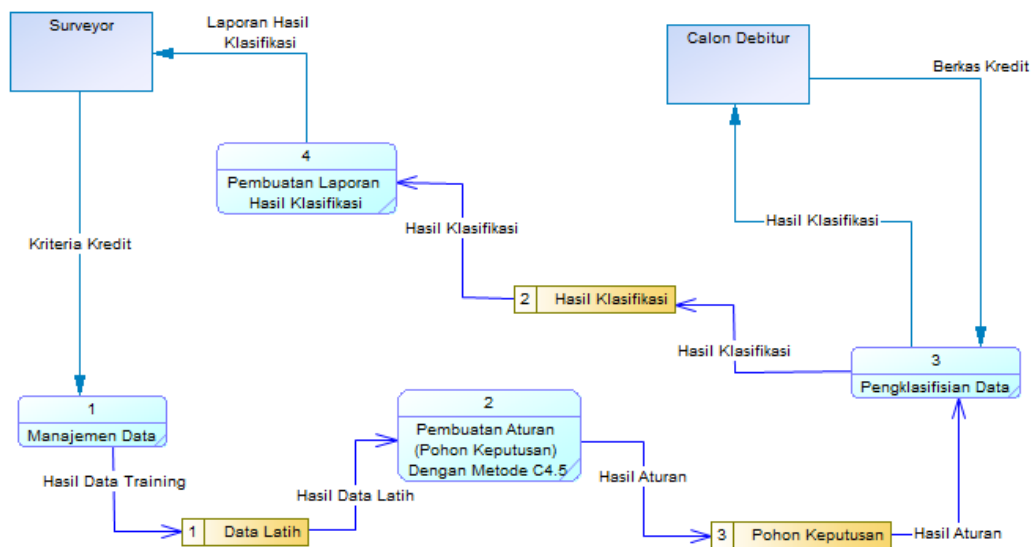 Surveyor
Laporan Hasil
Klasifikasi
Calon Debitur
Berkas Kredit
4
Pembuatan Laporan
Hasil Klasifikasi
Hasil Klasifikasi
Hasil Klasifikasi
Kriteria Kredit
2 Hasil Klasifikasi
Hasil Klasifikasi
3
Pengklasifisian Data
1
Manajemen Data
2
Pembuatan Aturan
(Pohon Keputusan)
Dengan Metode C4.5
Hasil Data Training
Hasil Data Latih
Hasil Aturan
1 Data Latih
3 Pohon Keputusan
Hasil Aturan